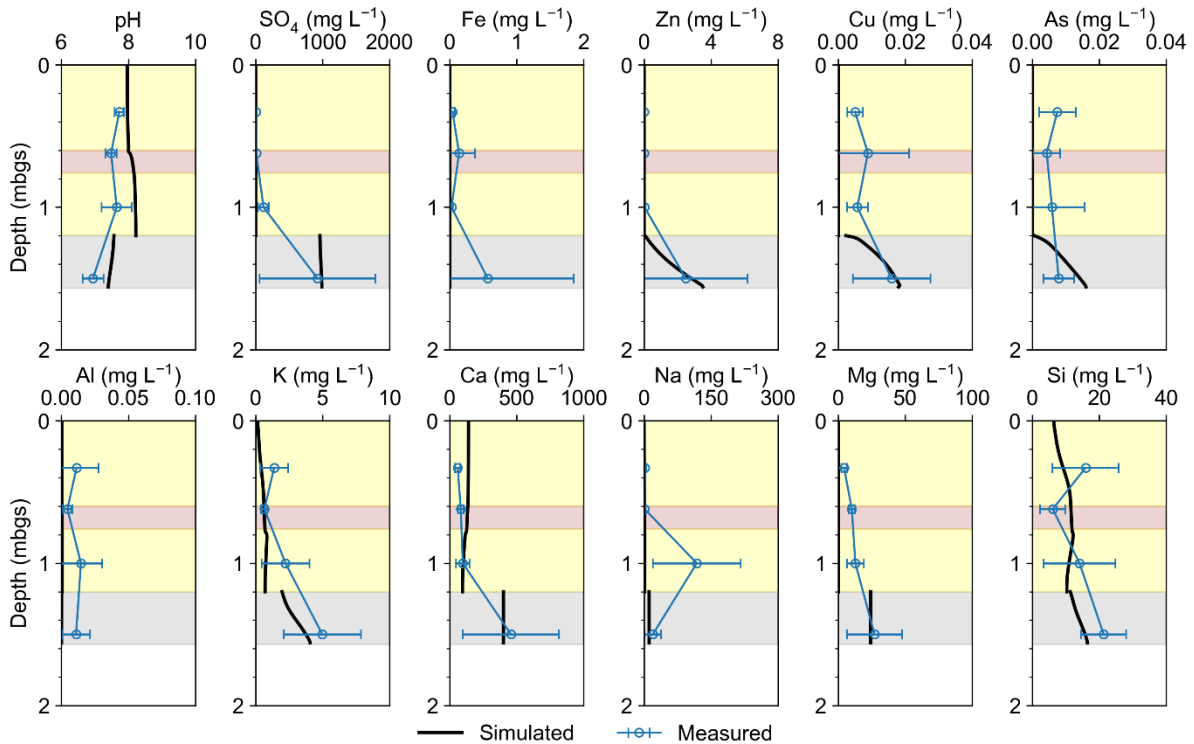 pH SO₄ (mg L⁻¹) Fe (mg L⁻¹) Zn (mg L⁻¹) Cu (mg L⁻¹) As (mg L⁻¹)
6 8 10 0 1000 2000 0 1 2 0 4 8 0.00 0.02 0.04 0.00 0.02 0.04
0
1
2
Depth (mbgs)
Al (mg L⁻¹) K (mg L⁻¹) Ca (mg L⁻¹) Na (mg L⁻¹) Mg (mg L⁻¹) Si (mg L⁻¹)
0.00 0.05 0.10 0 5 10 0 500 1000 0 150 300 0 50 100 0 20 40
0
1
2
Depth (mbgs)
Simulated Measured